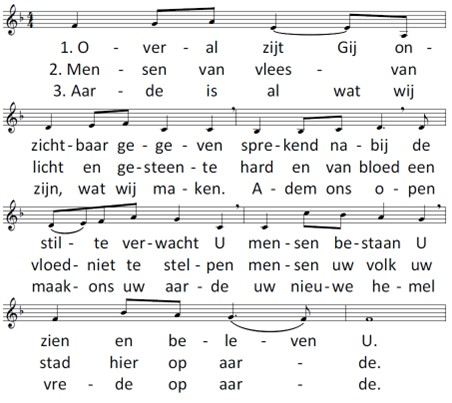 1. O - ver - al zijt Gij on -
2. Men - sen van vlees - van
3. Aar - de is al wat wij
zicht - baar ge - ge - ven spre - kend na - bij de
licht en ge - steen - te hard en van bloed een
zijn, wat wij ma - ken. A - dem ons o - pen
stil - te ver - wacht U men - sen be - staan U
vloed - niet te stel - pen men - sen uw volk uw
maak - ons uw aar - de uw nieu - we he - mel
zien en be - le - ven U.
stad hier op aar - de.
vre - de op aar - de.